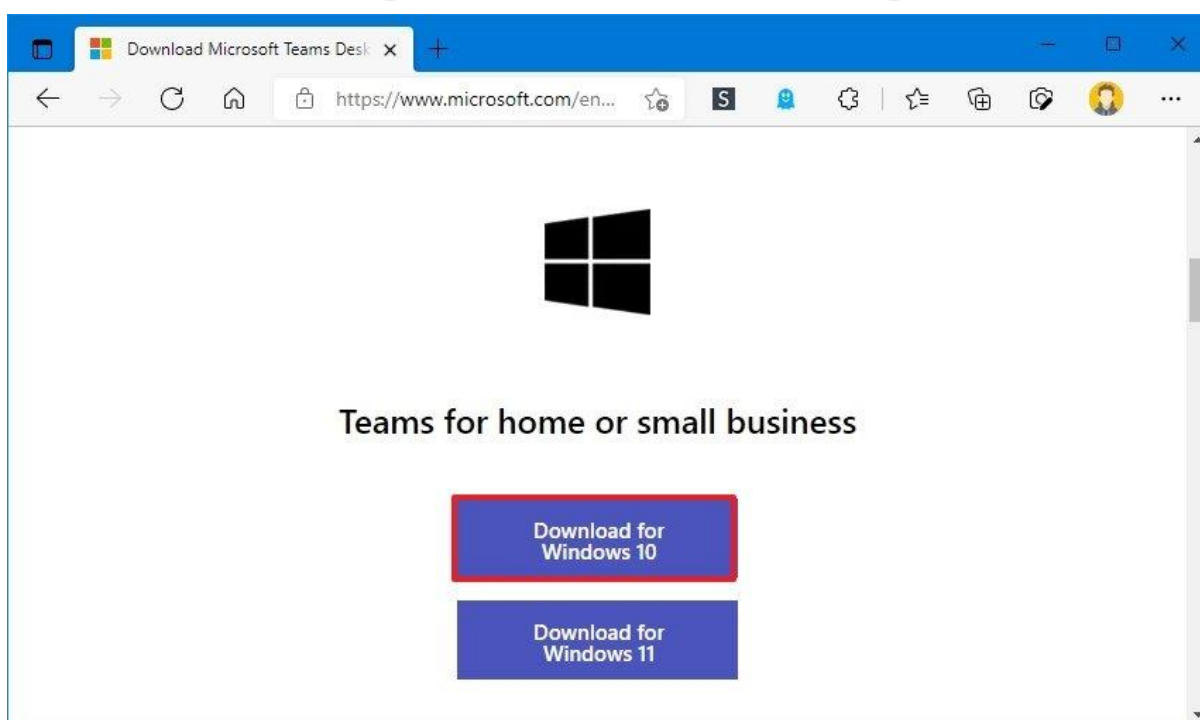 Download Microsoft Teams Desk
https://www.microsoft.com/en...
S
Teams for home or small business
Download for
Windows 10
Download for
Windows 11